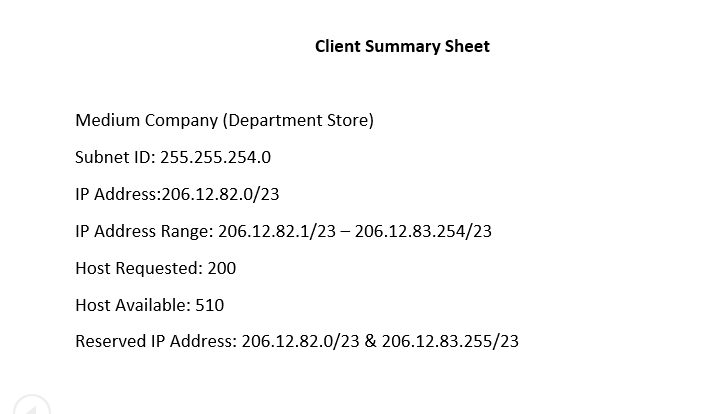 Client Summary Sheet
Medium Company (Department Store)
Subnet ID: 255.255.254.0
IP Address:206.12.82.0/23
IP Address Range: 206.12.82.1/23 – 206.12.83.254/23
Host Requested: 200
Host Available: 510
Reserved IP Address: 206.12.82.0/23 & 206.12.83.255/23